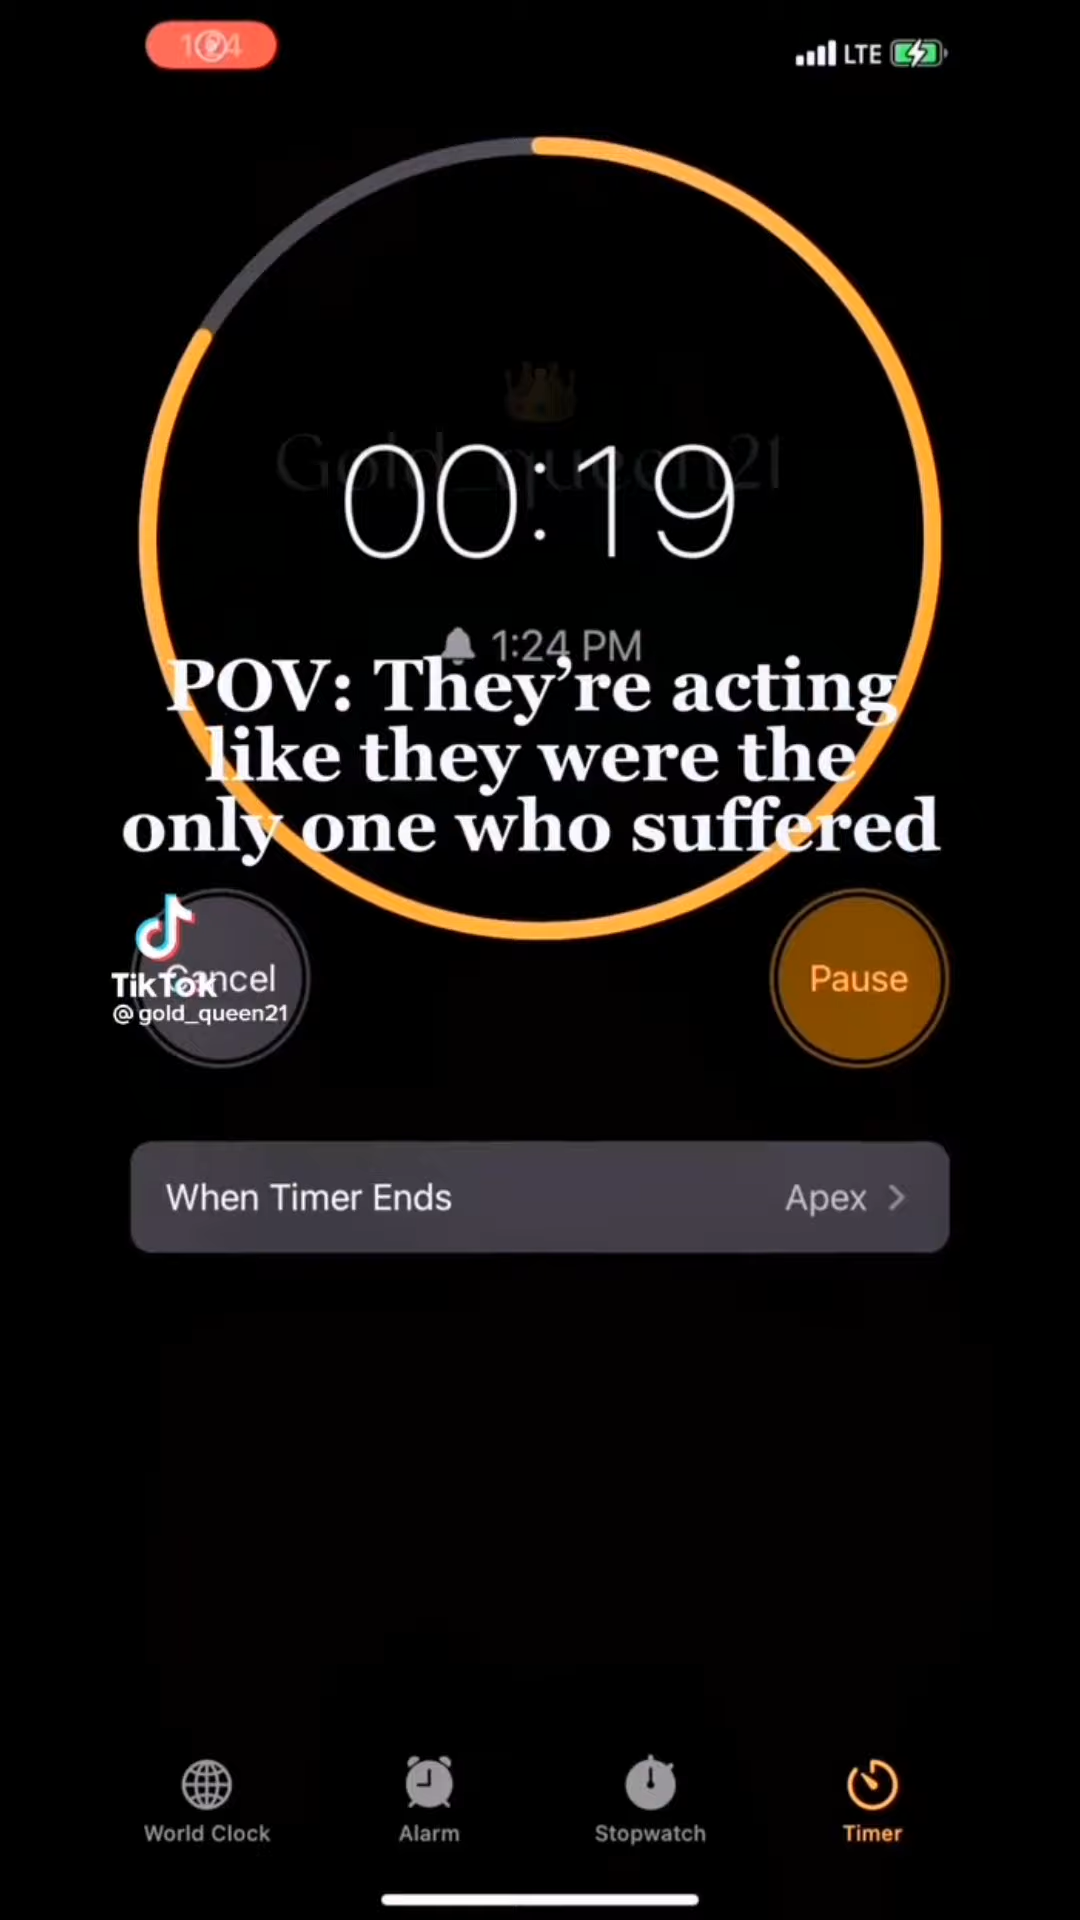 1:24
LTE
Gold_queen21
00:19
1:24 PM
POV: They’re acting
like they were the
only one who suffered
TikTok
@gold_queen21
Cancel
Pause
When Timer Ends
Apex
World Clock
Alarm
Stopwatch
Timer